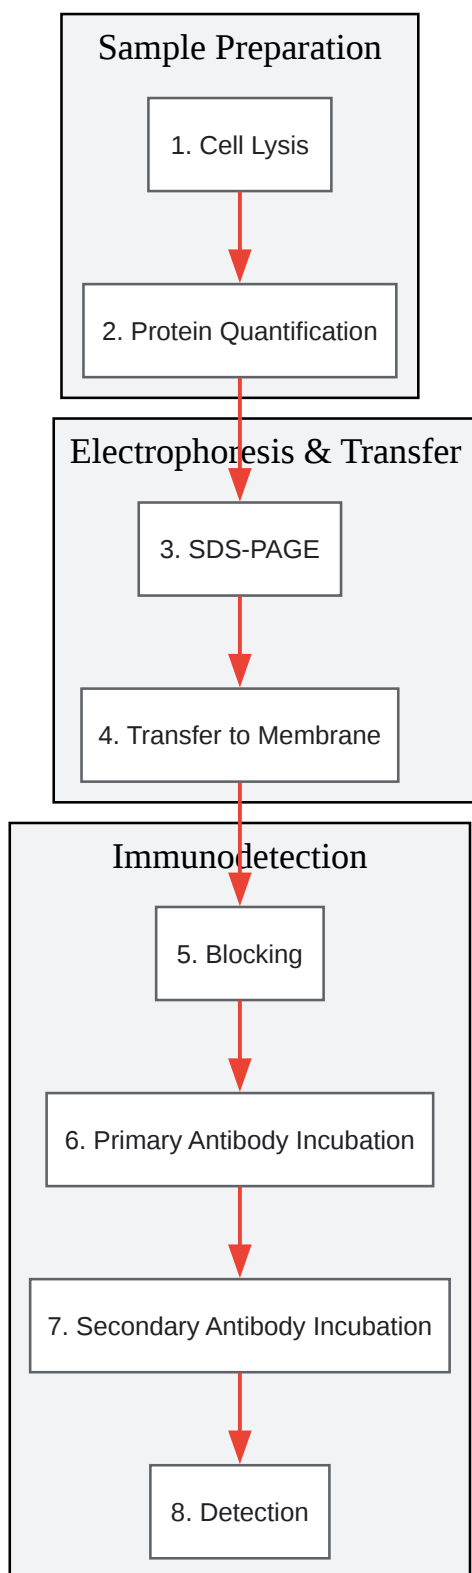 Sample Preparation
1. Cell Lysis
2. Protein Quantification
Electrophoresis & Transfer
3. SDS-PAGE
4. Transfer to Membrane
Immunodetection
5. Blocking
6. Primary Antibody Incubation
7. Secondary Antibody Incubation
8. Detection